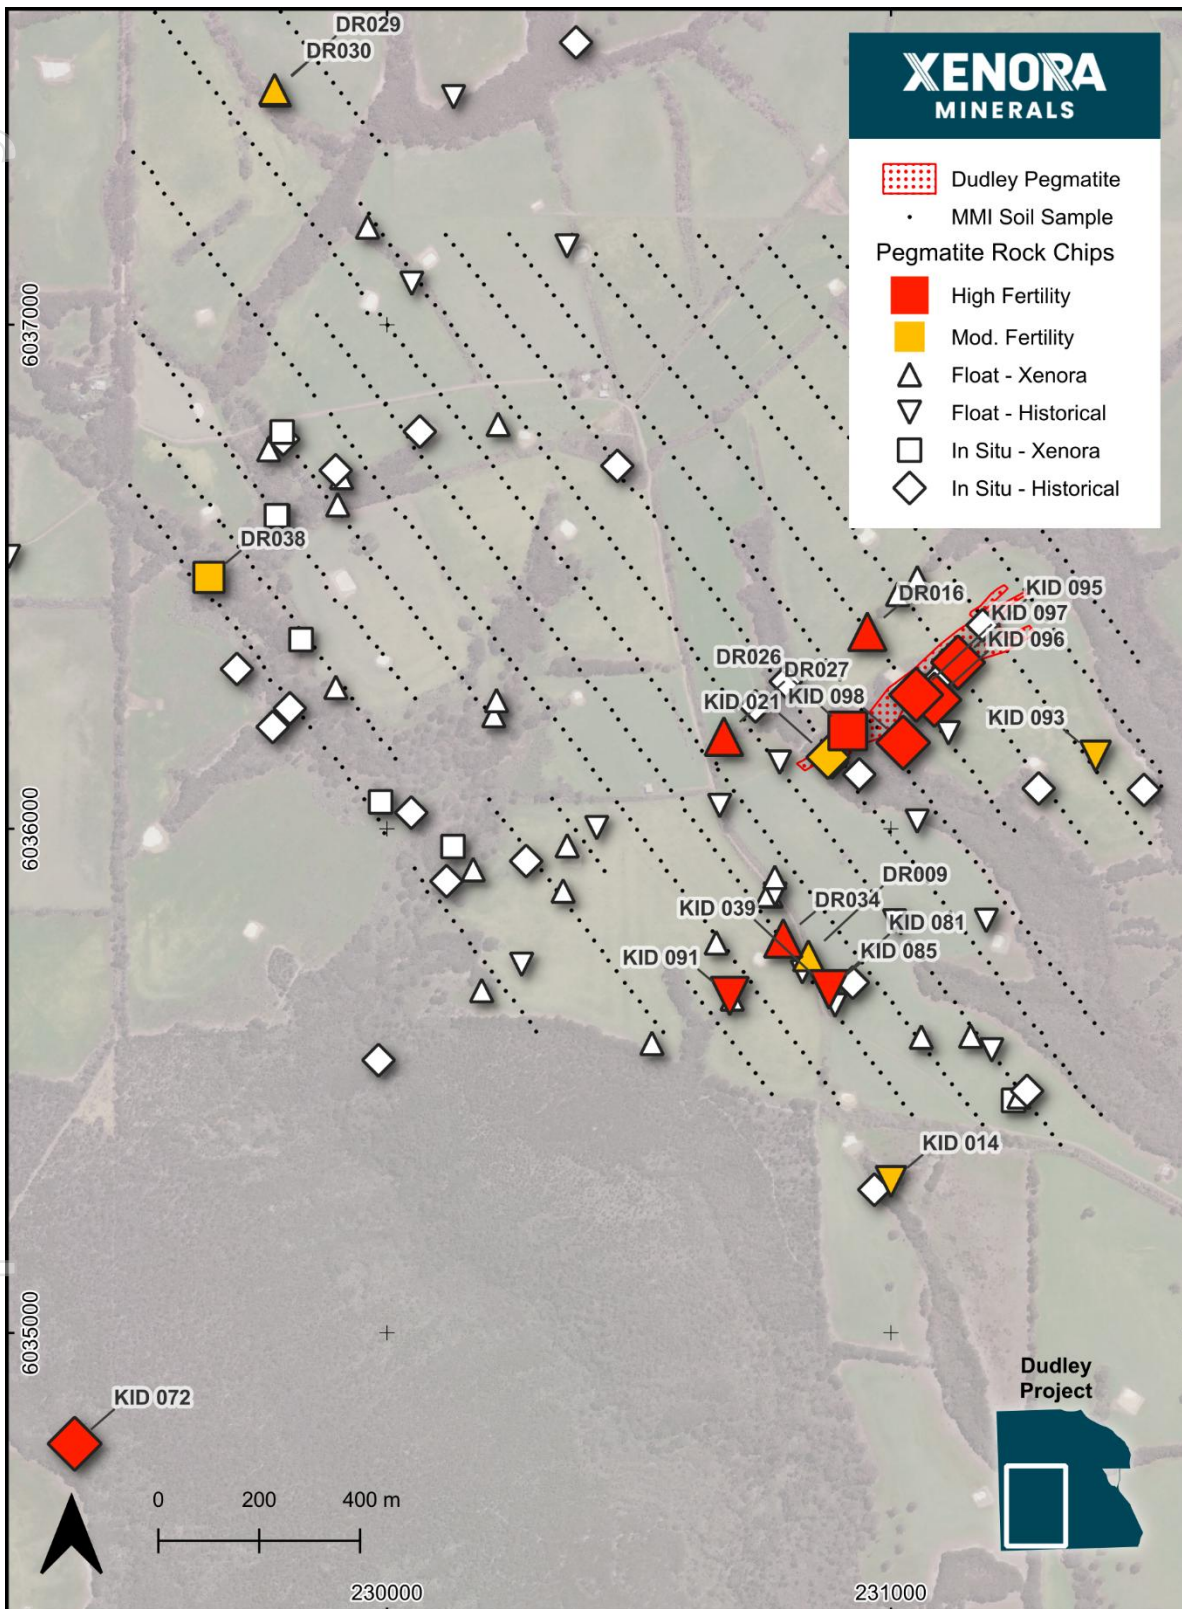 DR029
DR030
XENORA
MINERALS
Dudley Pegmatite
MMI Soil Sample
Pegmatite Rock Chips
High Fertility
Mod. Fertility
Float - Xenora
Float - Historical
In Situ - Xenora
In Situ - Historical
6037000
DR038
DR016
KID 095
KID 097
KID 096
DR026
DR027
KID 021
KID 098
KID 093
6036000
DR009
DR034
KID 039
KID 081
KID 091
KID 085
KID 014
6035000
Dudley
Project
KID 072
0 200 400 m
230000 231000